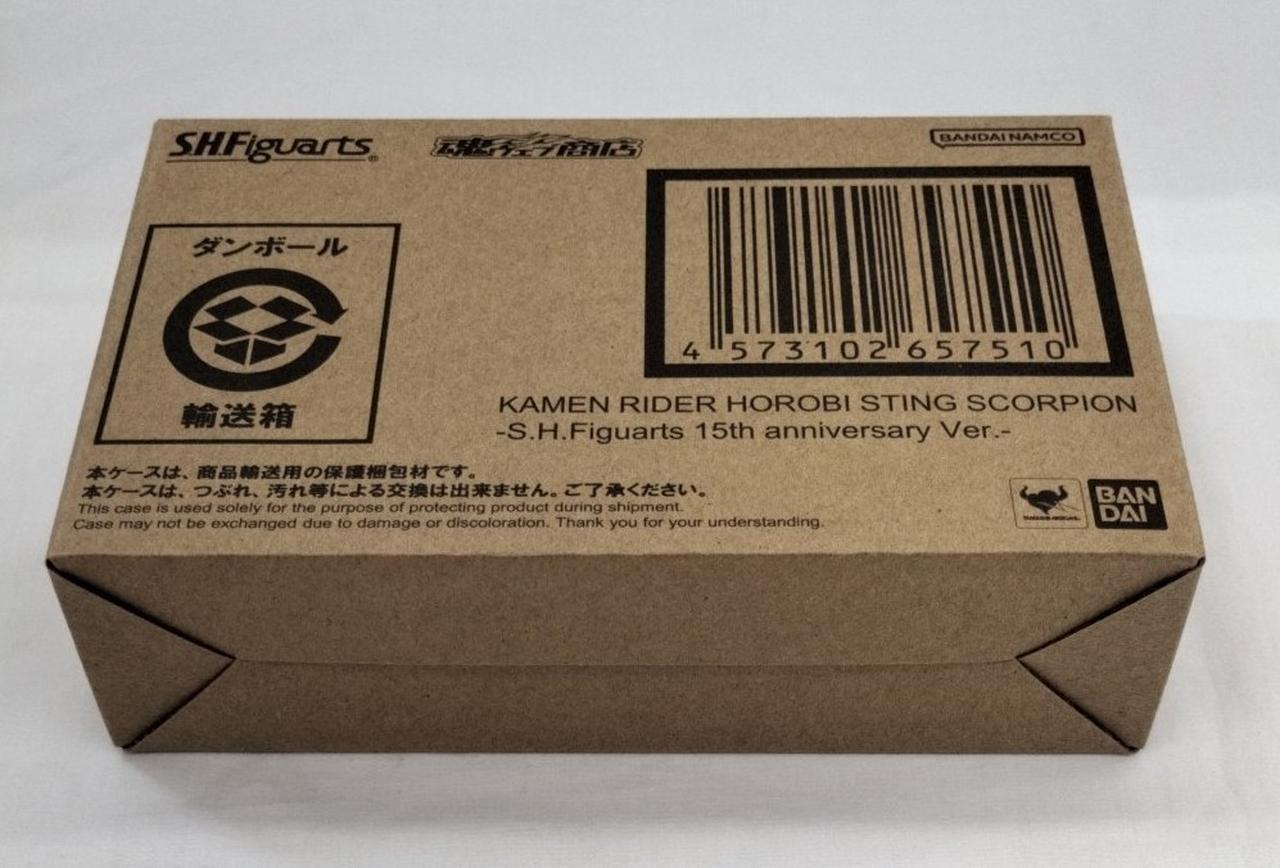 S.H.Figuarts®
魂ウェブ商店
BANDAI NAMCO
ダンボール
輸送箱
4 573102 657510
KAMEN RIDER HOROBI STING SCORPION
-S.H.Figuarts 15th anniversary Ver.-
本ケースは、商品輸送用の保護梱包材です。
本ケースは、つぶれ、汚れ等による交換は出来ません。ご了承ください。
This case is used solely for the purpose of protecting product during shipment.
Case may not be exchanged due to damage or discoloration. Thank you for your understanding.
BAN
DAI